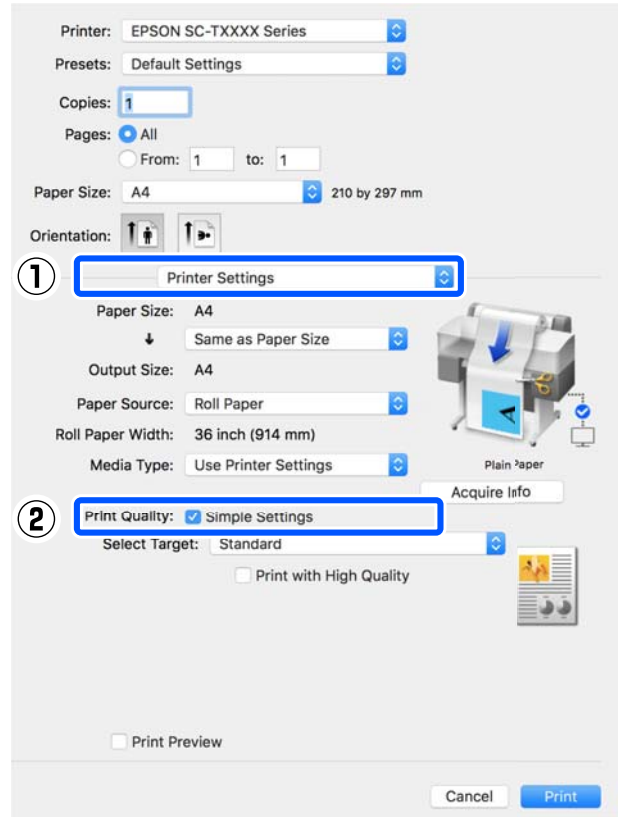 Printer: EPSON SC-TXXXX Series
Presets: Default Settings
Copies: 1
Pages: All
From: 1 to: 1
Paper Size: A4 210 by 297 mm
Orientation:
1 Printer Settings
Paper Size: A4
Same as Paper Size
Output Size: A4
Paper Source: Roll Paper
Roll Paper Width: 36 inch (914 mm)
Media Type: Use Printer Settings
Plain Paper
Acquire Info
2 Print Quality: Simple Settings
Select Target: Standard
Print with High Quality
Print Preview
Cancel Print